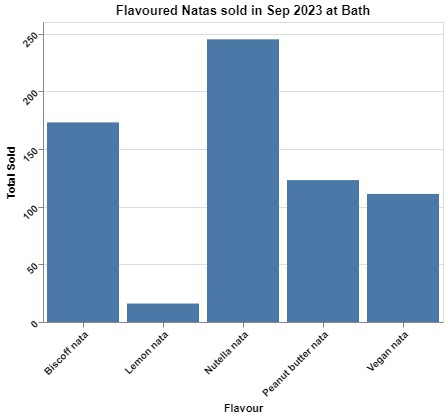 Flavoured Natas sold in Sep 2023 at Bath
250
200
150
100
50
0
Total Sold
Biscoff nata
Lemon nata
Nutella nata
Peanut butter nata
Vegan nata
Flavour